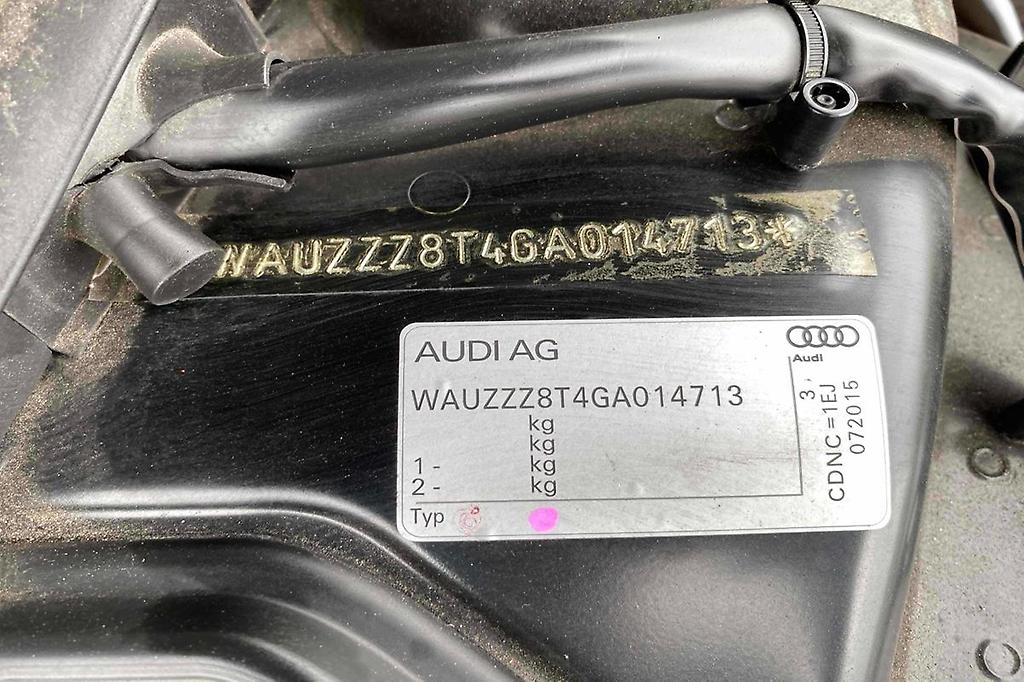 WAUZZZ8T4GA014713*
AUDI AG
Audi
WAUZZZ8T4GA014713
kg
kg
1 - kg
2 - kg
Typ
3,
CDNC = 1EJ
072015